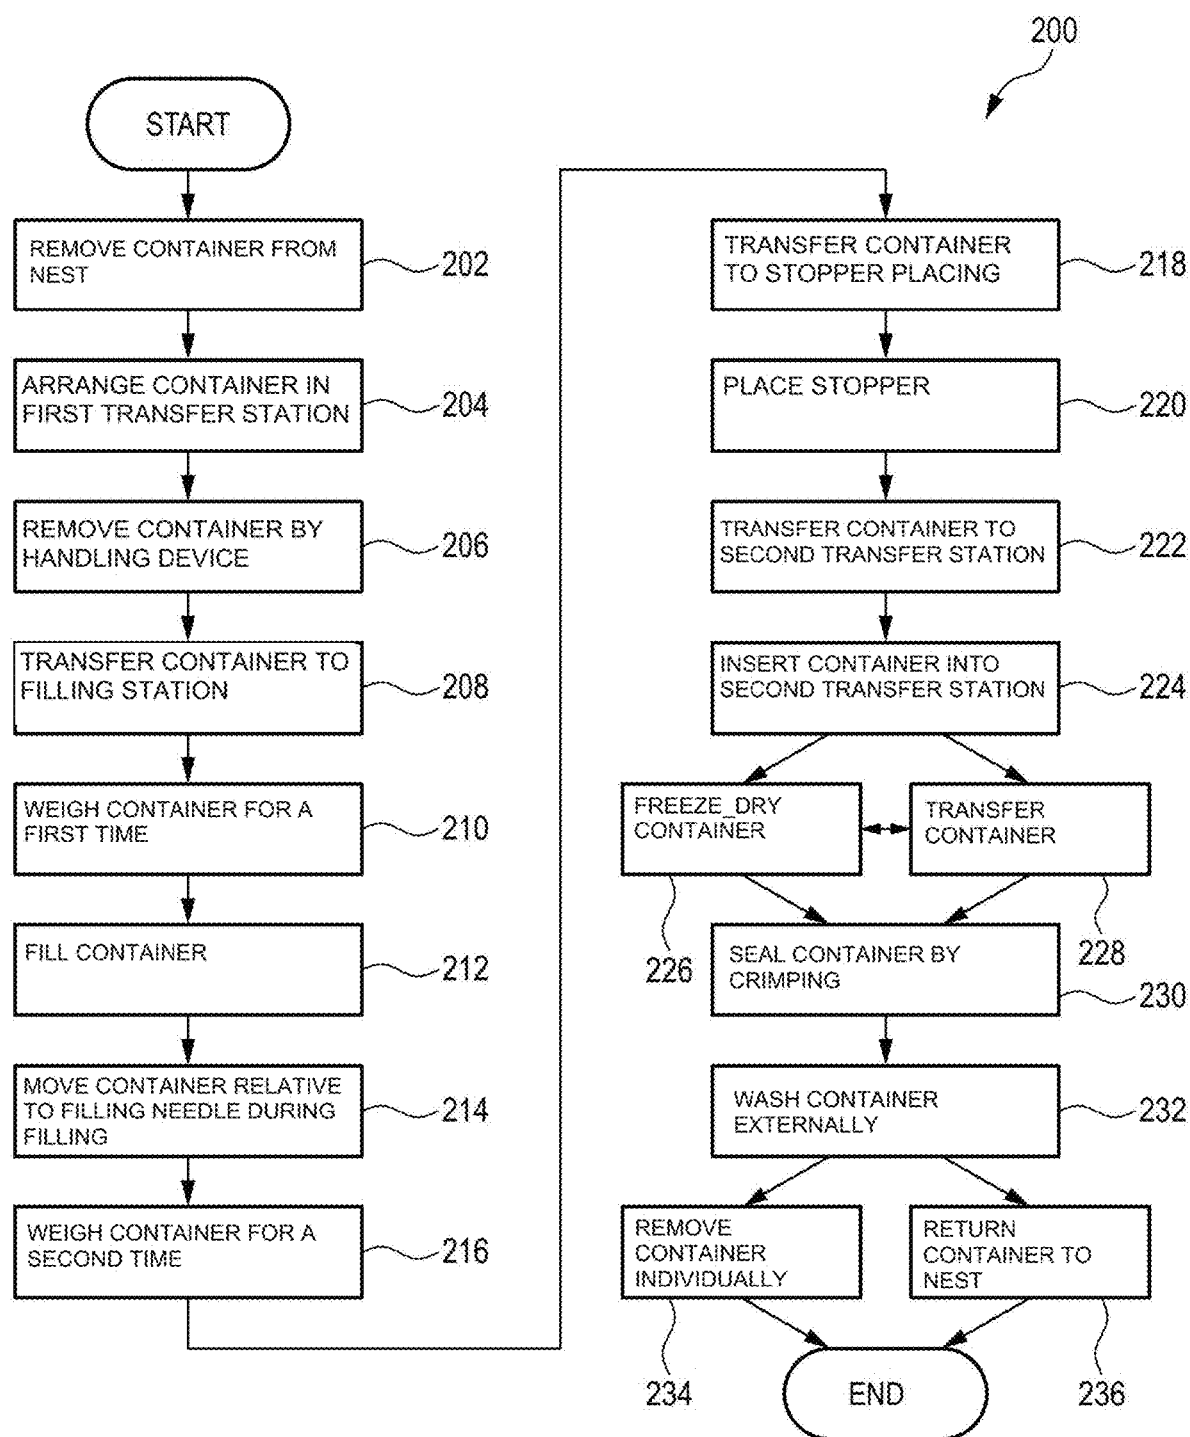 200
START
REMOVE CONTAINER FROM
NEST
202
ARRANGE CONTAINER IN
FIRST TRANSFER STATION
204
REMOVE CONTAINER BY
HANDLING DEVICE
206
TRANSFER CONTAINER TO
FILLING STATION
208
WEIGH CONTAINER FOR A
FIRST TIME
210
FILL CONTAINER
212
MOVE CONTAINER RELATIVE
TO FILLING NEEDLE DURING
FILLING
214
WEIGH CONTAINER FOR A
SECOND TIME
216
TRANSFER CONTAINER
TO STOPPER PLACING
218
PLACE STOPPER
220
TRANSFER CONTAINER TO
SECOND TRANSFER STATION
222
INSERT CONTAINER INTO
SECOND TRANSFER STATION
224
FREEZE_DRY
CONTAINER
226
TRANSFER
CONTAINER
228
SEAL CONTAINER BY
CRIMPING
230
WASH CONTAINER
EXTERNALLY
232
REMOVE
CONTAINER
INDIVIDUALLY
234
RETURN
CONTAINER TO
NEST
236
END